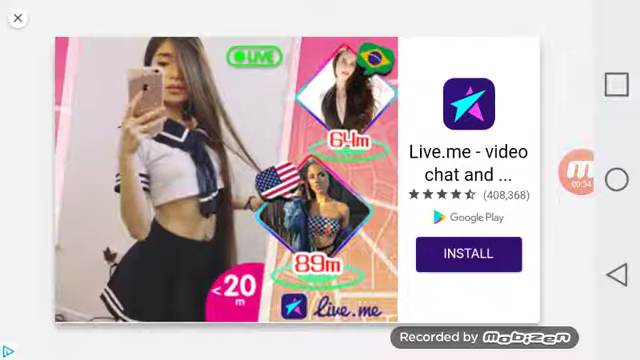 LIVE
64m
89m
<20
m
Live.me
Live.me - video
chat and ...
(408,368)
Google Play
INSTALL
00:34
Recorded by MOBIZEN